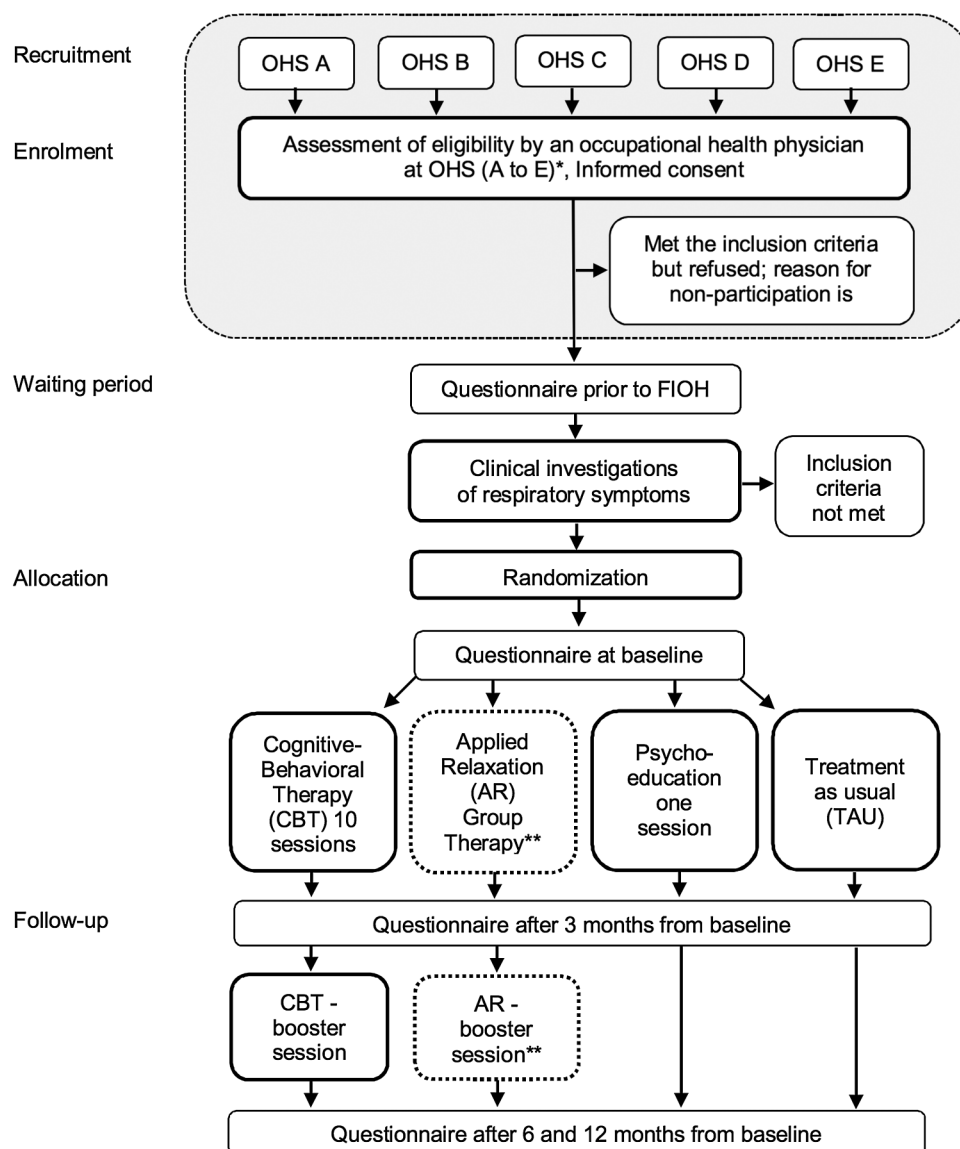 Recruitment
OHS A
OHS B
OHS C
OHS D
OHS E
Enrolment
Assessment of eligibility by an occupational health physician
at OHS (A to E)*, Informed consent
Met the inclusion criteria
but refused; reason for
non-participation is
Waiting period
Questionnaire prior to FIOH
Clinical investigations
of respiratory symptoms
Inclusion
criteria
not met
Allocation
Randomization
Questionnaire at baseline
Cognitive-
Behavioral
Therapy
(CBT) 10
sessions
Applied
Relaxation
(AR)
Group
Therapy**
Psycho-
education
one
session
Treatment
as usual
(TAU)
Follow-up
Questionnaire after 3 months from baseline
CBT -
booster
session
AR -
booster
session**
Questionnaire after 6 and 12 months from baseline